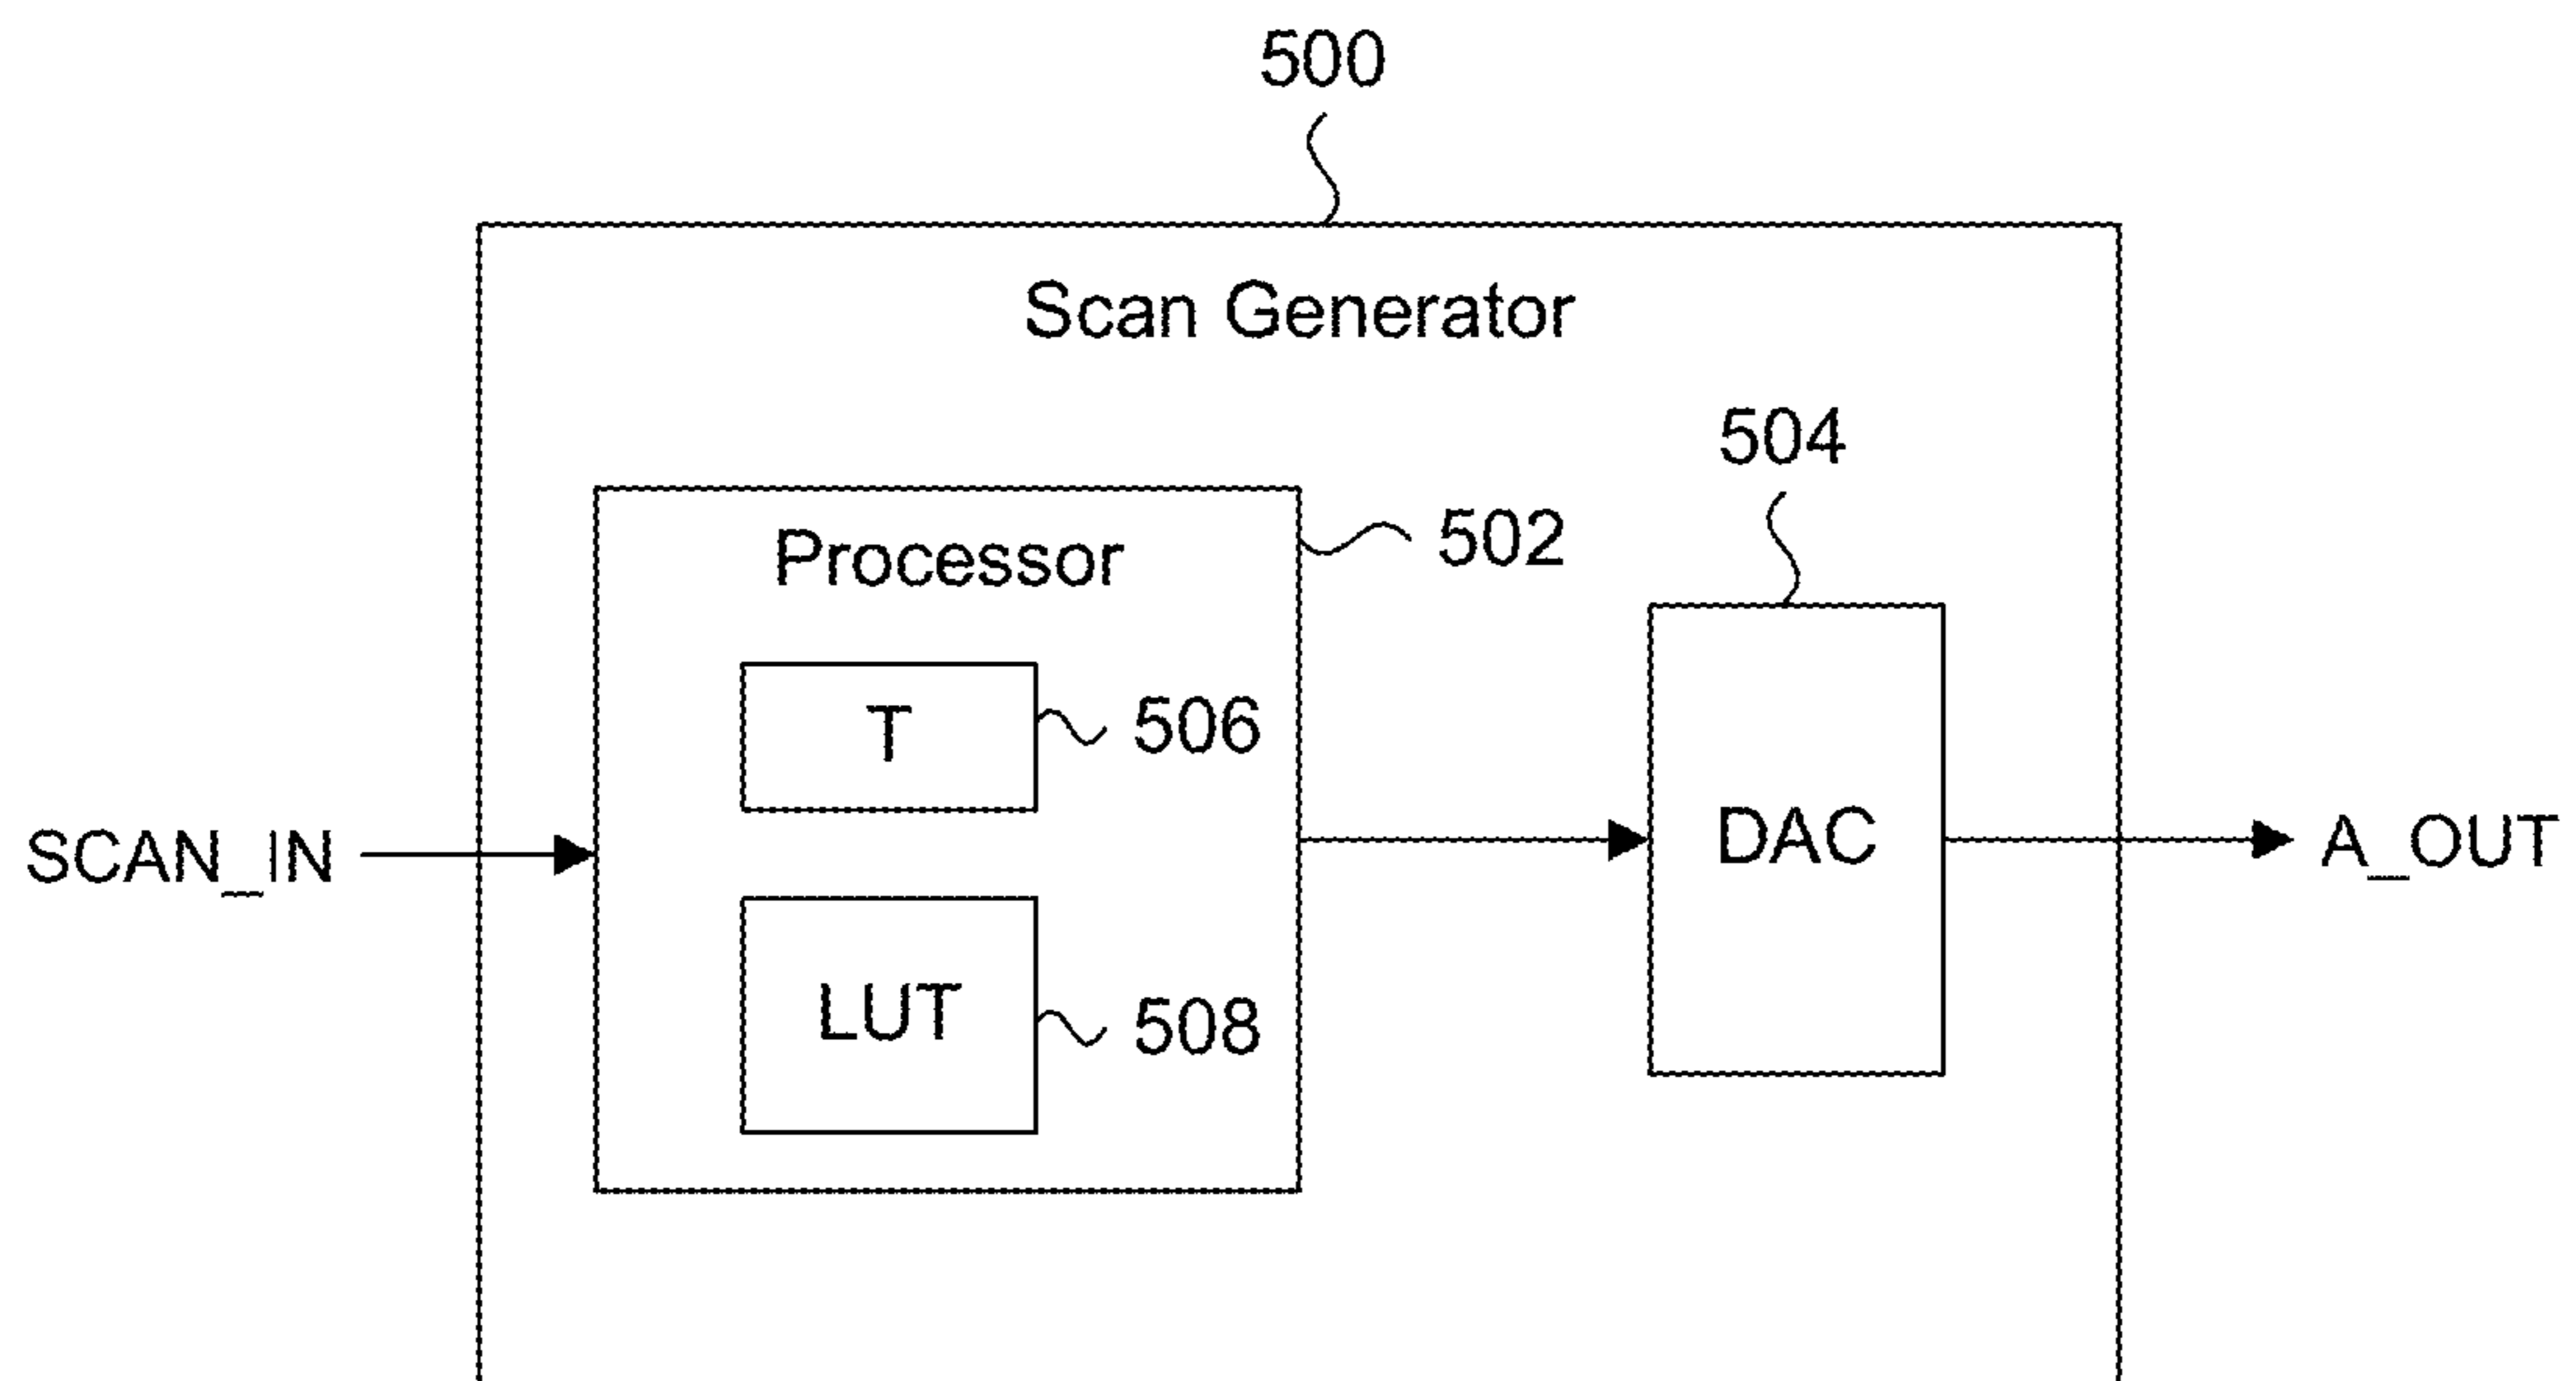 500
Scan Generator
504
Processor
502
T
506
SCAN_IN
DAC
A_OUT
LUT
508